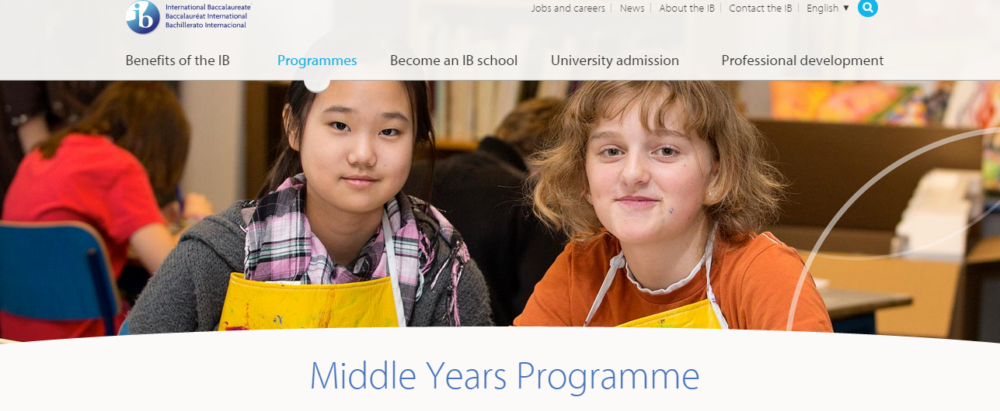 International Baccalaureate
Baccalauréat International
Bachillerato Internacional
Jobs and careers
News
About the IB
Contact the IB
English ▼
Benefits of the IB
Programmes
Become an IB school
University admission
Professional development
Middle Years Programme